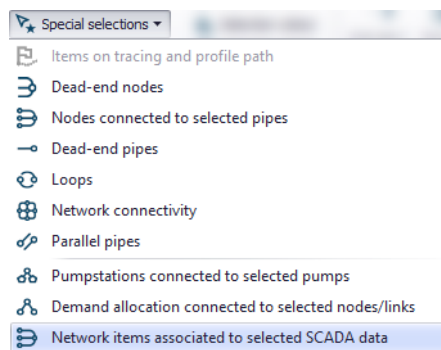 Special selections
Items on tracing and profile path
Dead-end nodes
Nodes connected to selected pipes
Dead-end pipes
Loops
Network connectivity
Parallel pipes
Pumpstations connected to selected pumps
Demand allocation connected to selected nodes/links
Network items associated to selected SCADA data